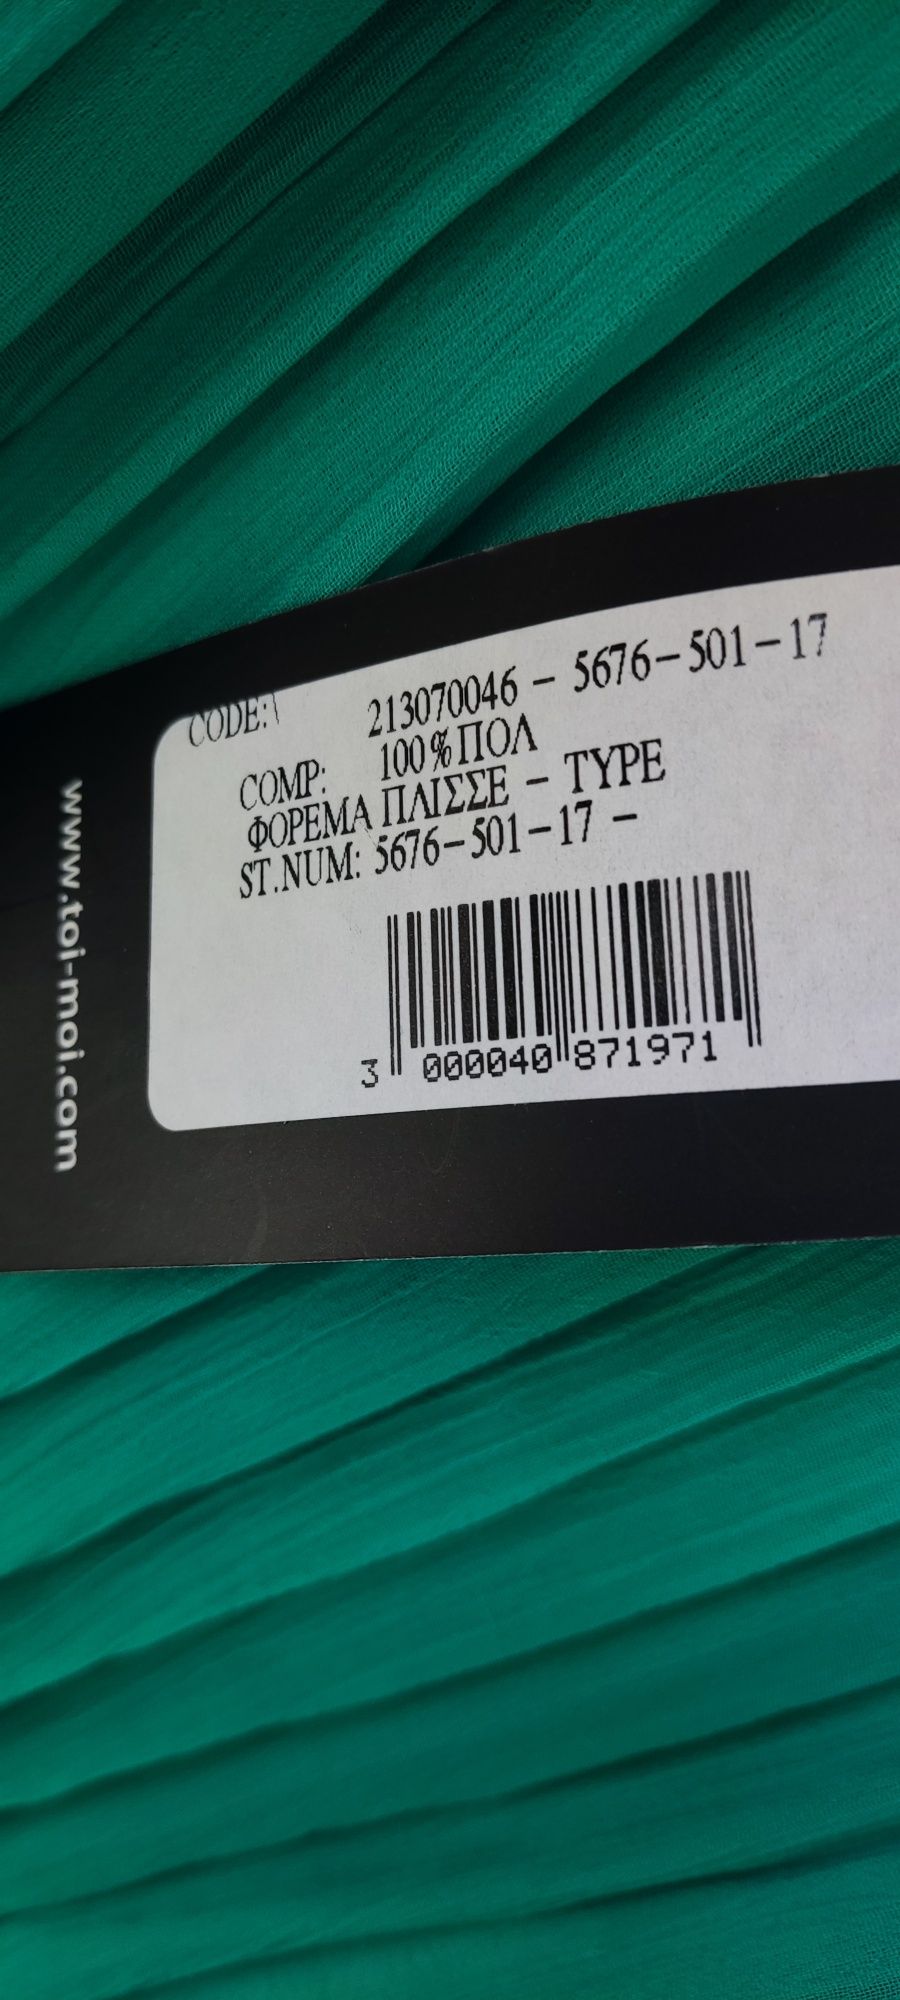 CODE:\ 213070046 - 5676-501-17
COMP: 100%ΠΟΛ
ΦΟΡΕΜΑ ΠΛΙΣΣΕ - TYPE
ST.NUM: 5676-501-17 -
3 000040 871971
www.toi-moi.com